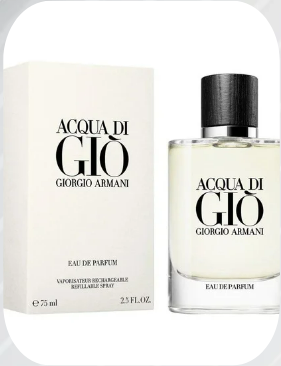 ACQUA DI
GIÒ
GIORGIO ARMANI
EAU DE PARFUM
VAPORISATEUR RECHARGEABLE
REFILLABLE SPRAY
℮ 75 ml 2.5 FL.OZ.
ACQUA DI
GIÒ
GIORGIO ARMANI
EAU DE PARFUM